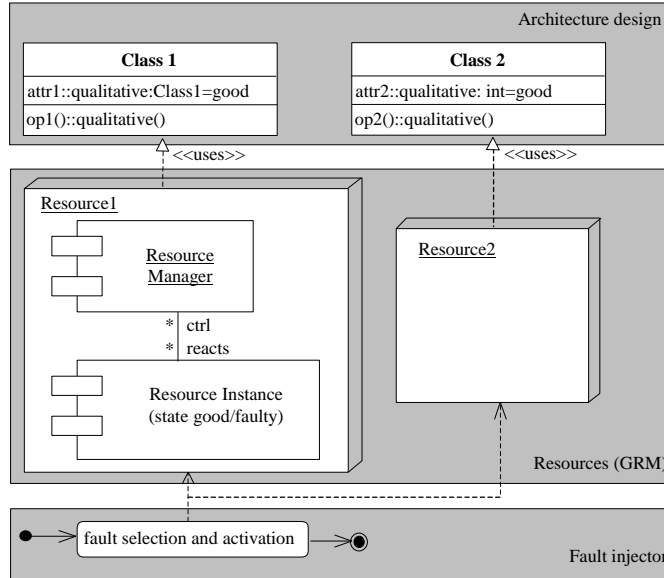 Architecture design
Class 1
attr1::qualitative:Class1=good
op1()::qualitative()
Class 2
attr2::qualitative: int=good
op2()::qualitative()
<<uses>>
<<uses>>
Resource1
Resource
Manager
* ctrl
* reacts
Resource Instance
(state good/faulty)
Resource2
Resources (GRM)
fault selection and activation
Fault injector